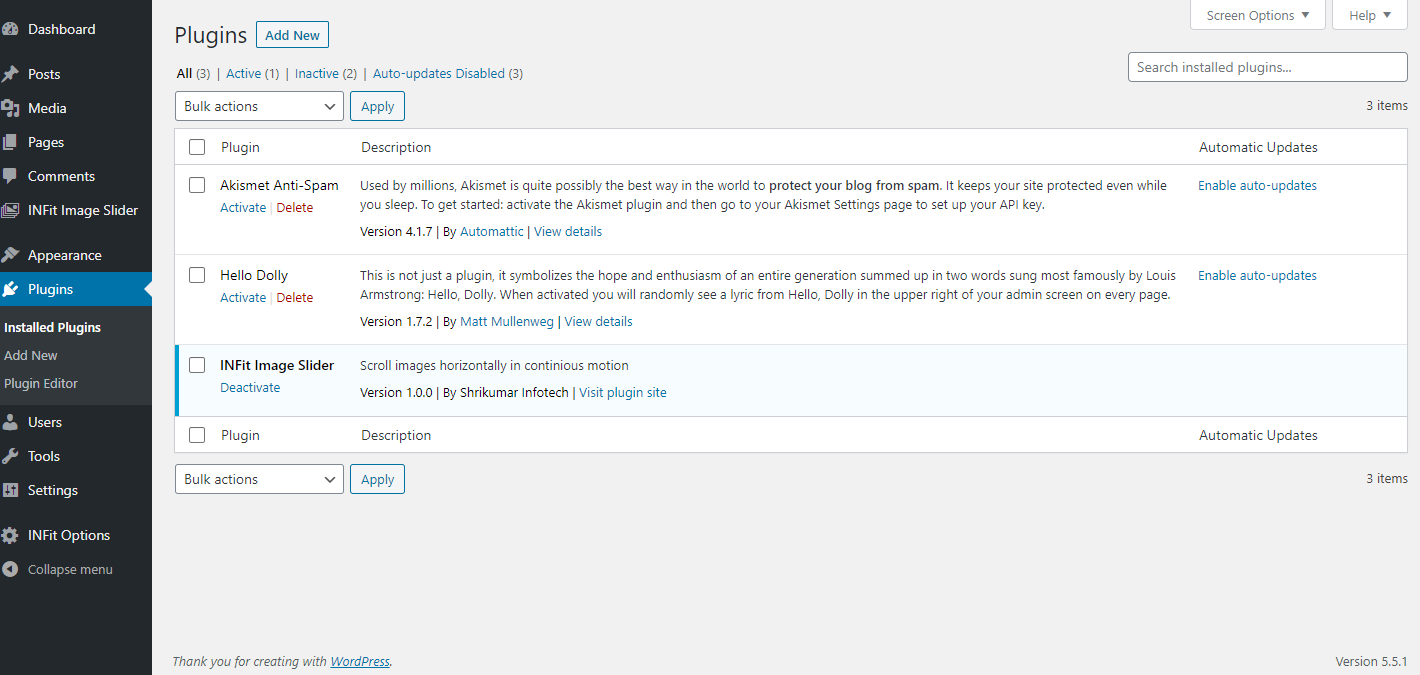 Dashboard
Posts
Media
Pages
Comments
INFit Image Slider
Appearance
Plugins
Installed Plugins
Add New
Plugin Editor
Users
Tools
Settings
INFit Options
Collapse menu
Screen Options ▼
Help ▼
Plugins Add New
All (3) | Active (1) | Inactive (2) | Auto-updates Disabled (3)
Search installed plugins...
Bulk actions Apply
3 items
Plugin Description Automatic Updates
Akismet Anti-Spam
Activate | Delete
Used by millions, Akismet is quite possibly the best way in the world to protect your blog from spam. It keeps your site protected even while
you sleep. To get started: activate the Akismet plugin and then go to your Akismet Settings page to set up your API key.
Version 4.1.7 | By Automattic | View details
Enable auto-updates
Hello Dolly
Activate | Delete
This is not just a plugin, it symbolizes the hope and enthusiasm of an entire generation summed up in two words sung most famously by Louis
Armstrong: Hello, Dolly. When activated you will randomly see a lyric from Hello, Dolly in the upper right of your admin screen on every page.
Version 1.7.2 | By Matt Mullenweg | View details
Enable auto-updates
INFit Image Slider
Deactivate
Scroll images horizontally in continious motion
Version 1.0.0 | By Shrikumar Infotech | Visit plugin site
Plugin Description Automatic Updates
Bulk actions Apply
3 items
Thank you for creating with WordPress.
Version 5.5.1